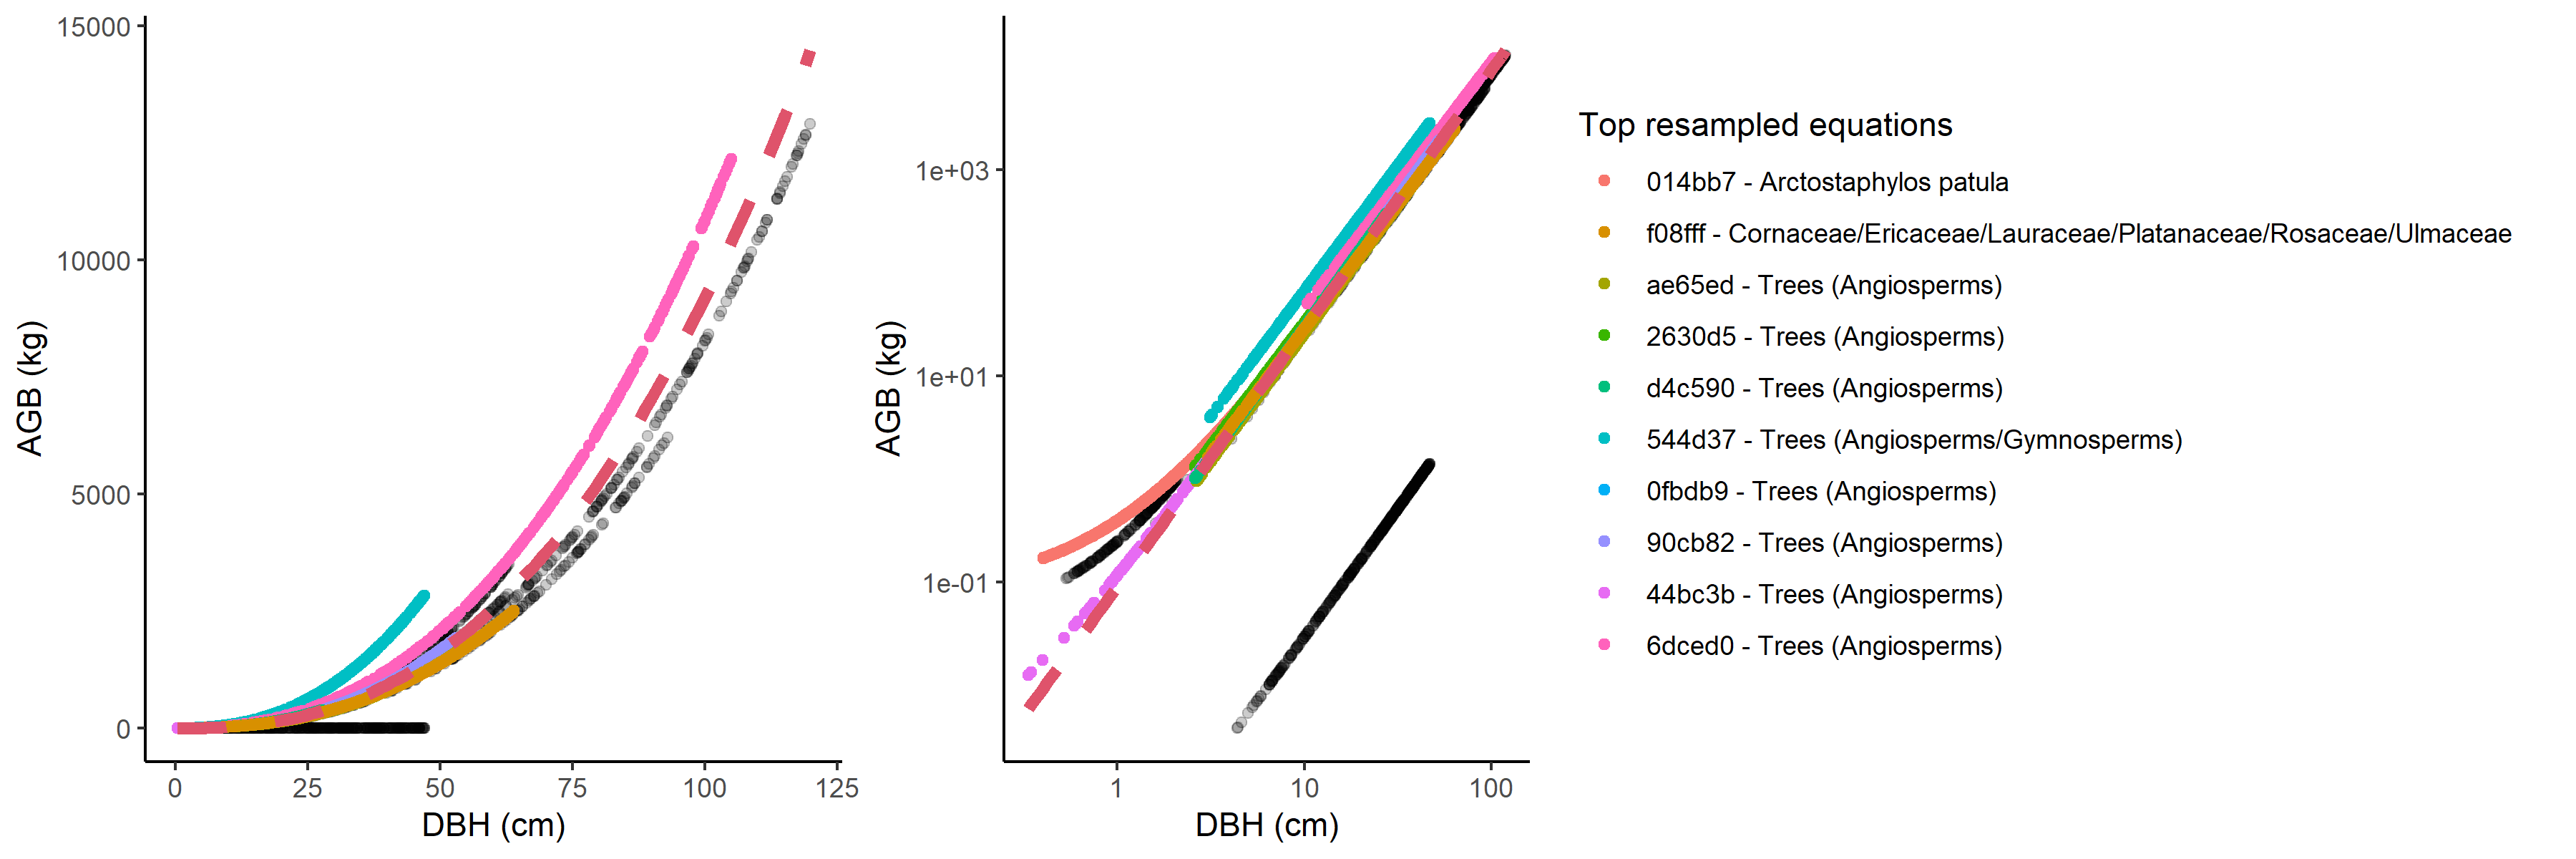 15000
10000
5000
0
AGB (kg)
0 25 50 75 100 125
DBH (cm)
1e+03
1e+01
1e-01
AGB (kg)
1 10 100
DBH (cm)
Top resampled equations
014bb7 - Arctostaphylos patula
f08fff - Cornaceae/Ericaceae/Lauraceae/Platanaceae/Rosaceae/Ulmaceae
ae65ed - Trees (Angiosperms)
2630d5 - Trees (Angiosperms)
d4c590 - Trees (Angiosperms)
544d37 - Trees (Angiosperms/Gymnosperms)
0fbdb9 - Trees (Angiosperms)
90cb82 - Trees (Angiosperms)
44bc3b - Trees (Angiosperms)
6dced0 - Trees (Angiosperms)